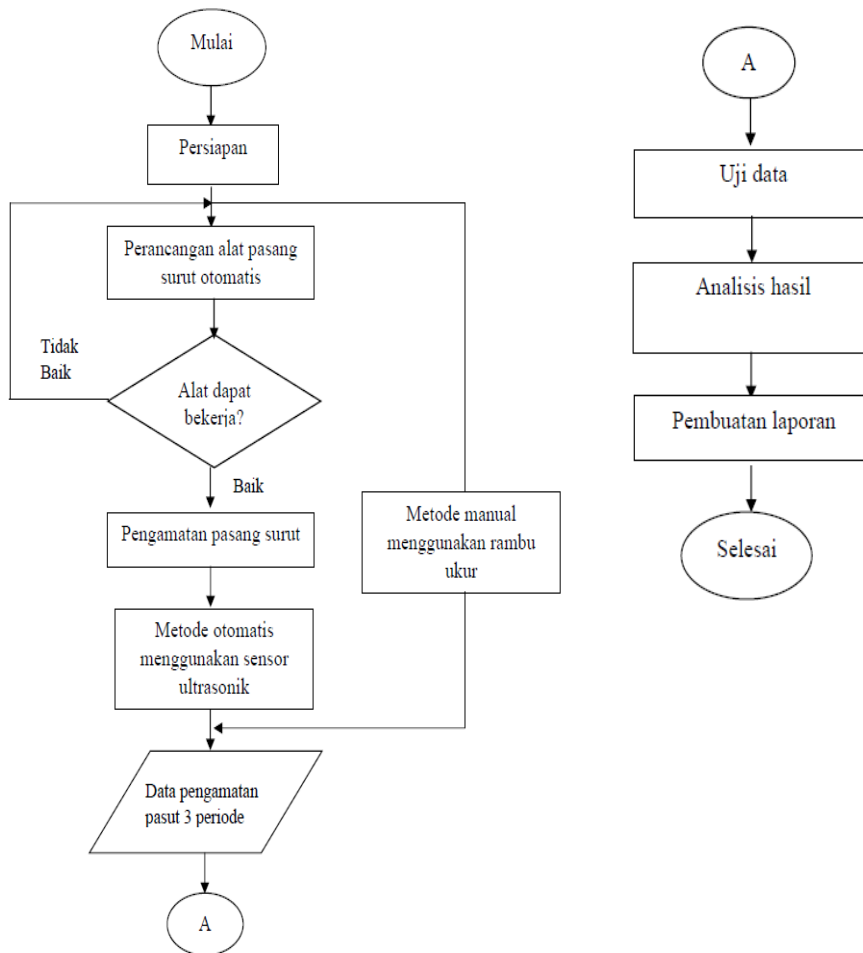 Mulai
Persiapan
Perancangan alat pasang
surut otomatis
Tidak
Baik
Alat dapat
bekerja?
Baik
Pengamatan pasang surut
Metode manual
menggunakan rambu
ukur
Metode otomatis
menggunakan sensor
ultrasonik
Data pengamatan
pasut 3 periode
A
A
Uji data
Analisis hasil
Pembuatan laporan
Selesai